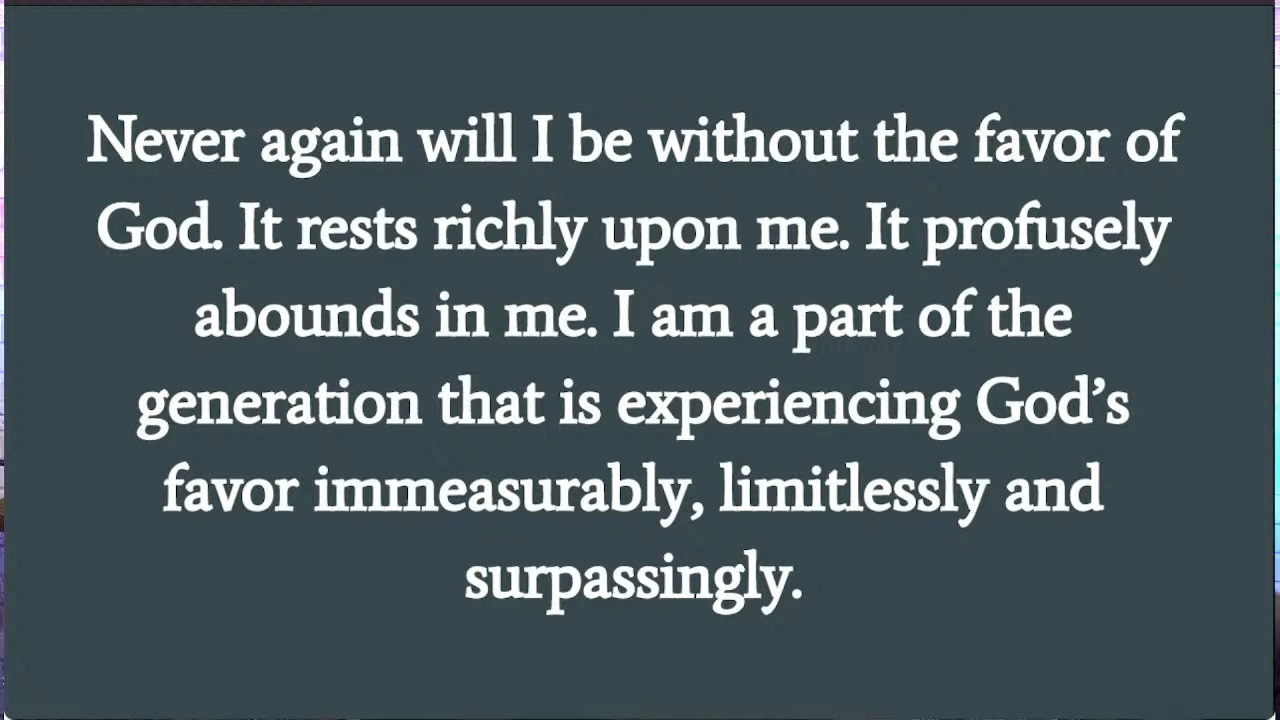 Never again will I be without the favor of
God. It rests richly upon me. It profusely
abounds in me. I am a part of the
generation that is experiencing God’s
favor immeasurably, limitlessly and
surpassingly.